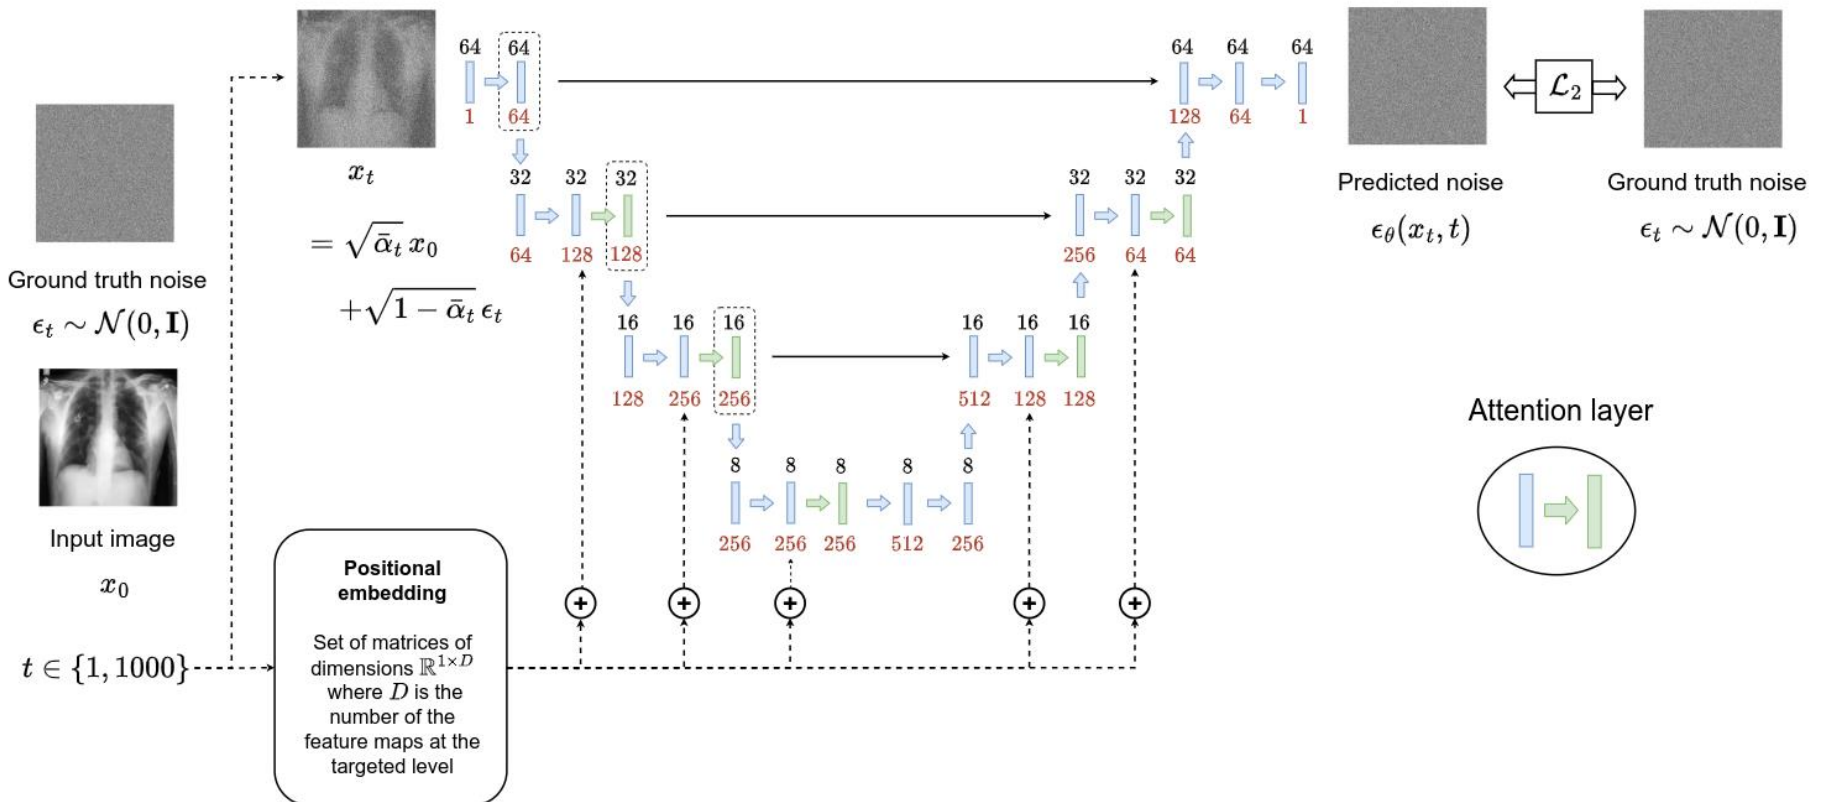 Ground truth noise
ϵ_t ∼ 𝒩(0, I)
Input image
x_0
t ∈ {1, 1000}
x_t
= √ᾱ_t x_0
+√1 − ᾱ_t ϵ_t
Positional
embedding
Set of matrices of
dimensions ℝ^{1×D}
where D is the
number of the
feature maps at the
targeted level
64 64
1 64
32 32 32
64 128 128
16 16 16
128 256 256
8 8 8 8 8
256 256 256 512 256
+ + + + +
16 16 16
512 128 128
32 32 32
256 64 64
64 64 64
128 64 1
Predicted noise
ϵ_θ(x_t, t)
ℒ_2
Ground truth noise
ϵ_t ∼ 𝒩(0, I)
Attention layer